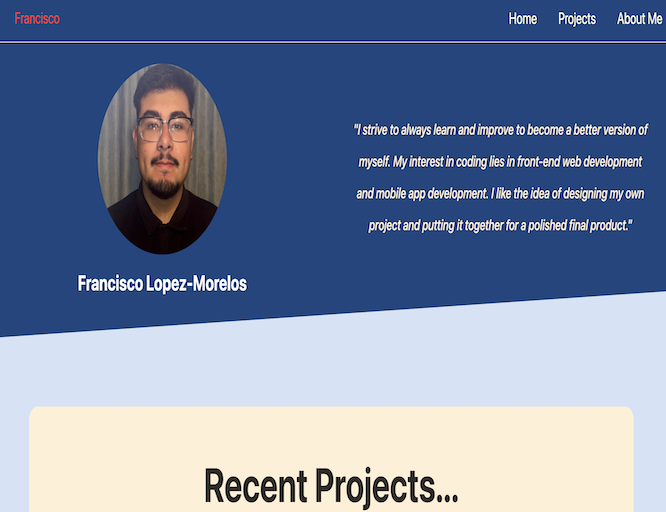 Francisco
Home Projects About Me
"I strive to always learn and improve to become a better version of
myself. My interest in coding lies in front-end web development
and mobile app development. I like the idea of designing my own
project and putting it together for a polished final product."
Francisco Lopez-Morelos
Recent Projects...